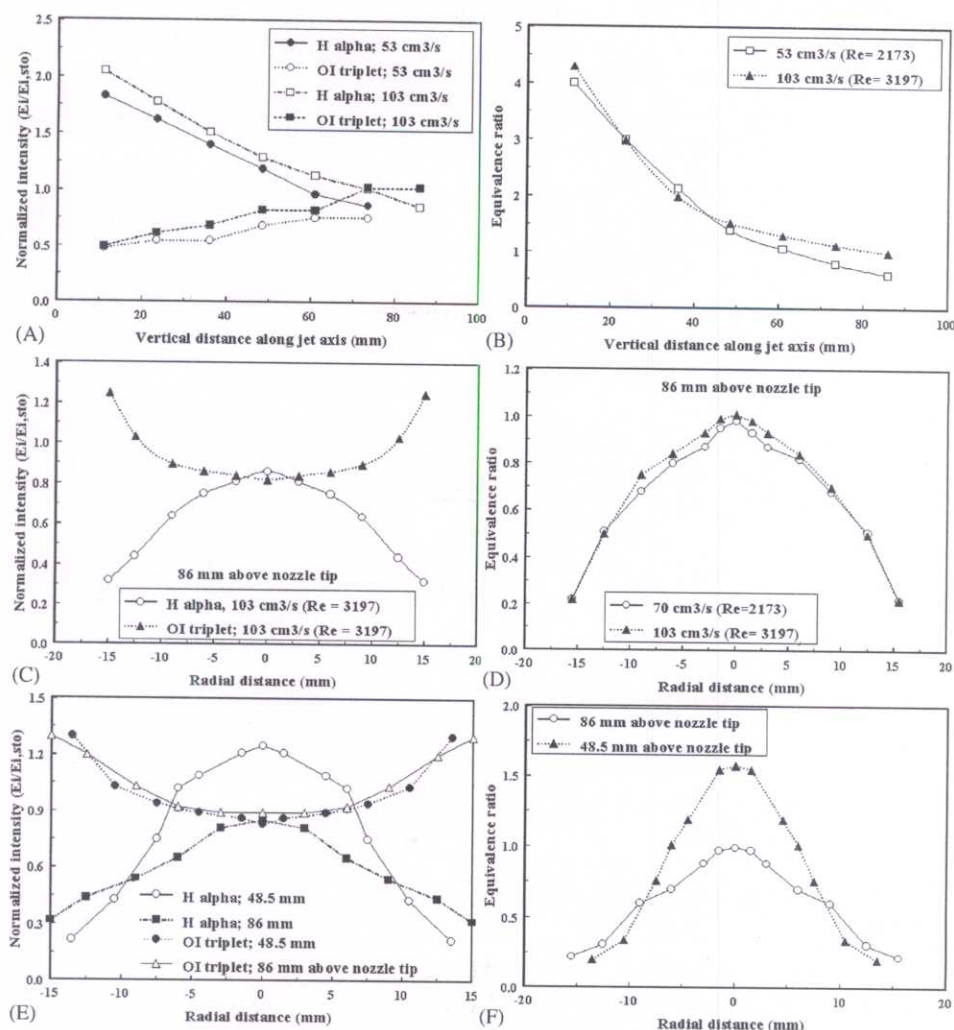 2.5
2.0
1.5
1.0
0.5
0.0
Normalized intensity (Ei/Ei,sto)
H alpha; 53 cm3/s
OI triplet; 53 cm3/s
H alpha; 103 cm3/s
OI triplet; 103 cm3/s
0 20 40 60 80 100
(A)
Vertical distance along jet axis (mm)
5
4
3
2
1
0
Equivalence ratio
53 cm3/s (Re= 2173)
103 cm3/s (Re= 3197)
0 20 40 60 80 100
(B)
Vertical distance along jet axis (mm)
1.4
1.2
1.0
0.8
0.6
0.4
0.2
0.0
Normalized intensity (Ei/Ei,sto)
86 mm above nozzle tip
H alpha, 103 cm3/s (Re = 3197)
OI triplet; 103 cm3/s (Re = 3197)
-20 -15 -10 -5 0 5 10 15 20
(C)
Radial distance (mm)
1.2
1.0
0.8
0.6
0.4
0.2
0.0
Equivalence ratio
86 mm above nozzle tip
70 cm3/s (Re=2173)
103 cm3/s (Re= 3197)
-20 -15 -10 -5 0 5 10 15 20
(D)
Radial distance (mm)
1.5
1.2
0.9
0.6
0.3
0.0
Normalized intensity (Ei/Ei,sto)
H alpha; 48.5 mm
H alpha; 86 mm
OI triplet; 48.5 mm
OI triplet; 86 mm above nozzle tip
-15 -10 -5 0 5 10 15
(E)
Radial distance (mm)
2.0
1.5
1.0
0.5
0.0
Equivalence ratio
86 mm above nozzle tip
48.5 mm above nozzle tip
-20 -10 0 10 20
(F)
Radial distance (mm)